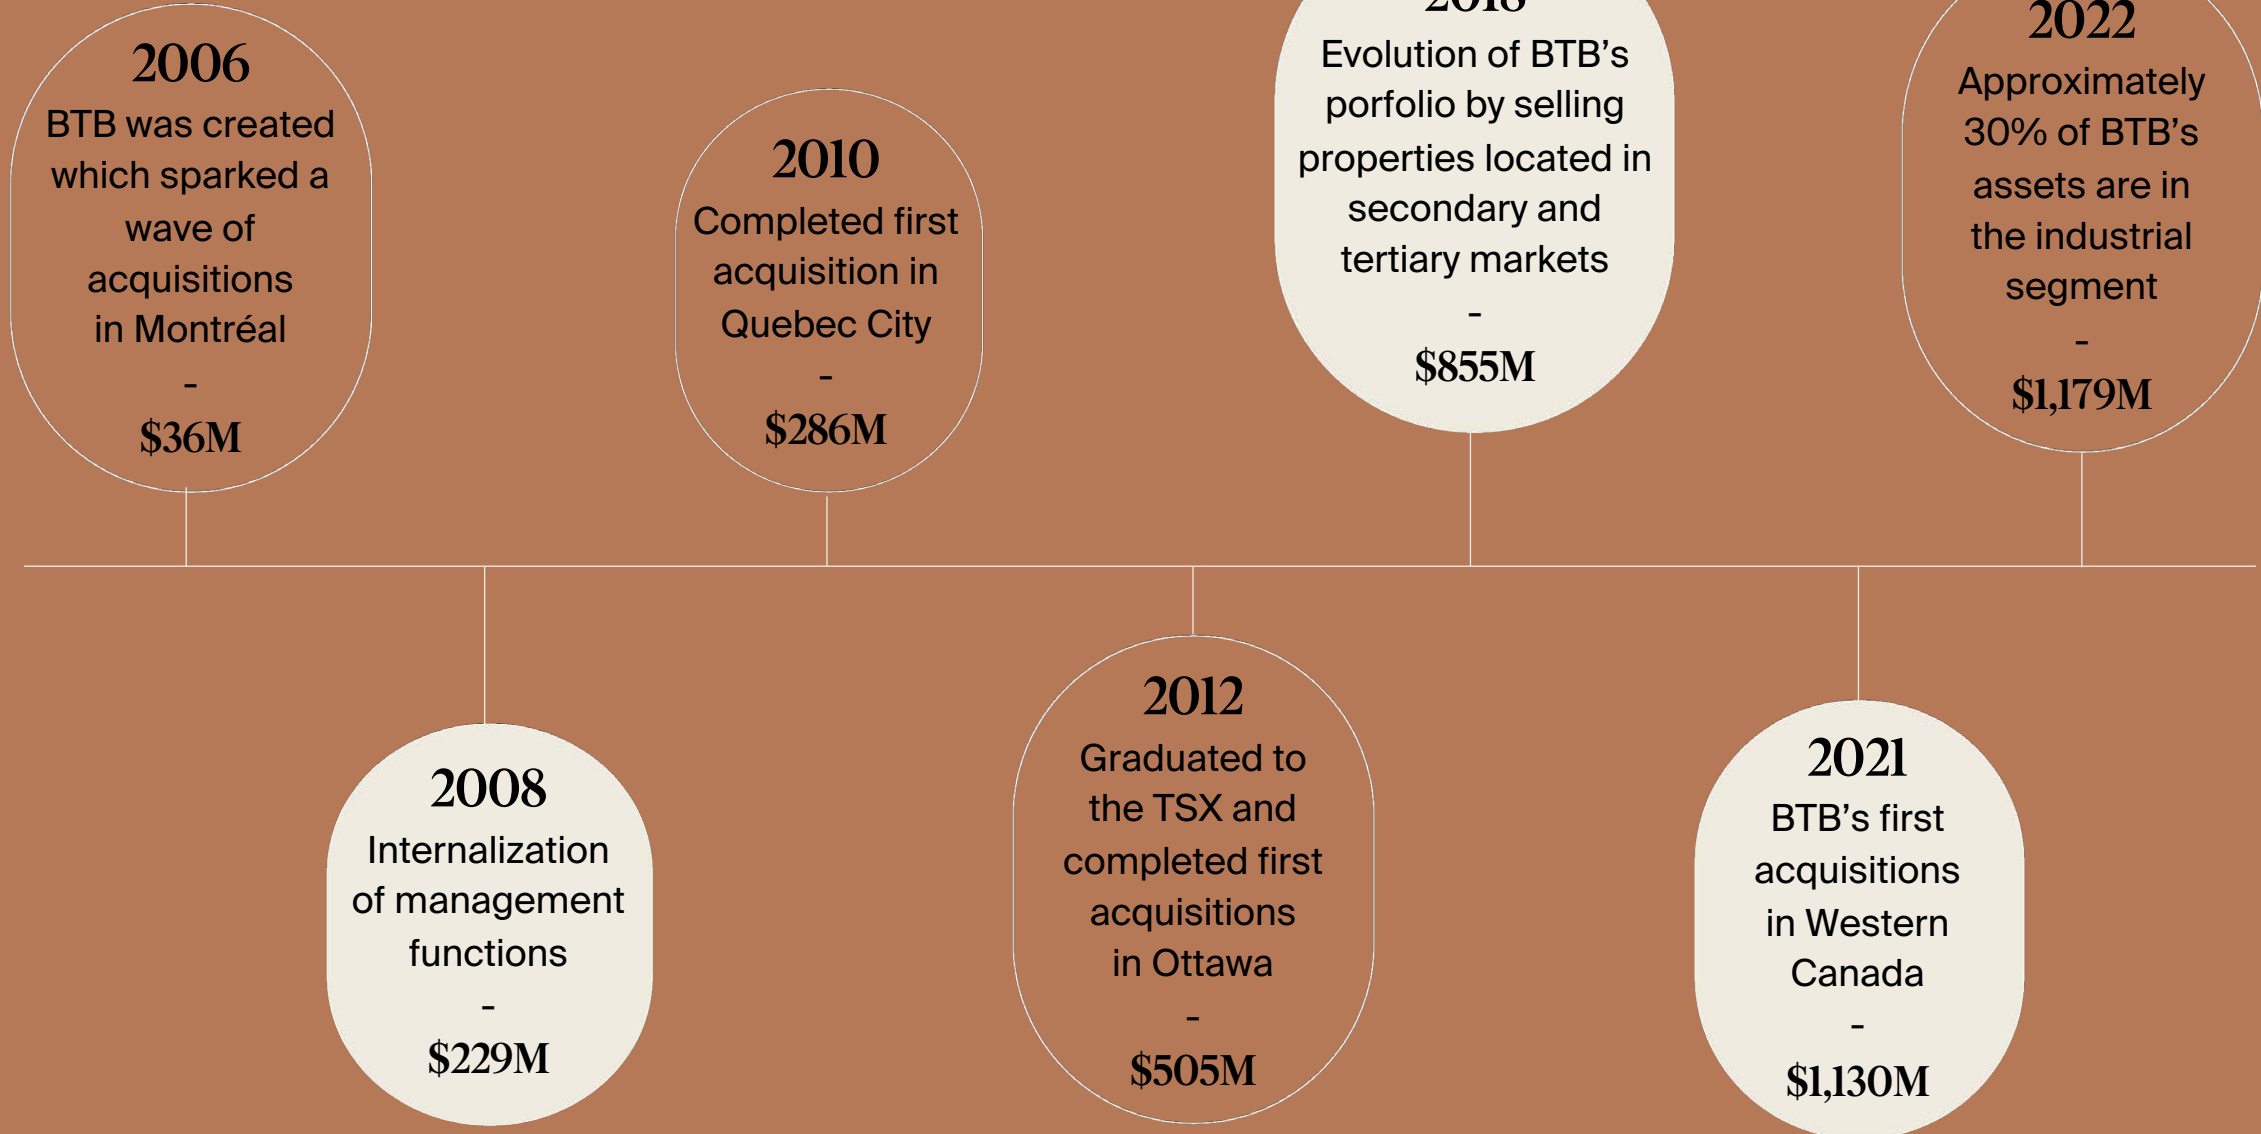 2006
BTB was created
which sparked a
wave of
acquisitions
in Montréal
-
$36M
2008
Internalization
of management
functions
-
$229M
2010
Completed first
acquisition in
Quebec City
-
$286M
2012
Graduated to
the TSX and
completed first
acquisitions
in Ottawa
-
$505M
2018
Evolution of BTB’s
porfolio by selling
properties located in
secondary and
tertiary markets
-
$855M
2021
BTB’s first
acquisitions
in Western
Canada
-
$1,130M
2022
Approximately
30% of BTB’s
assets are in
the industrial
segment
-
$1,179M